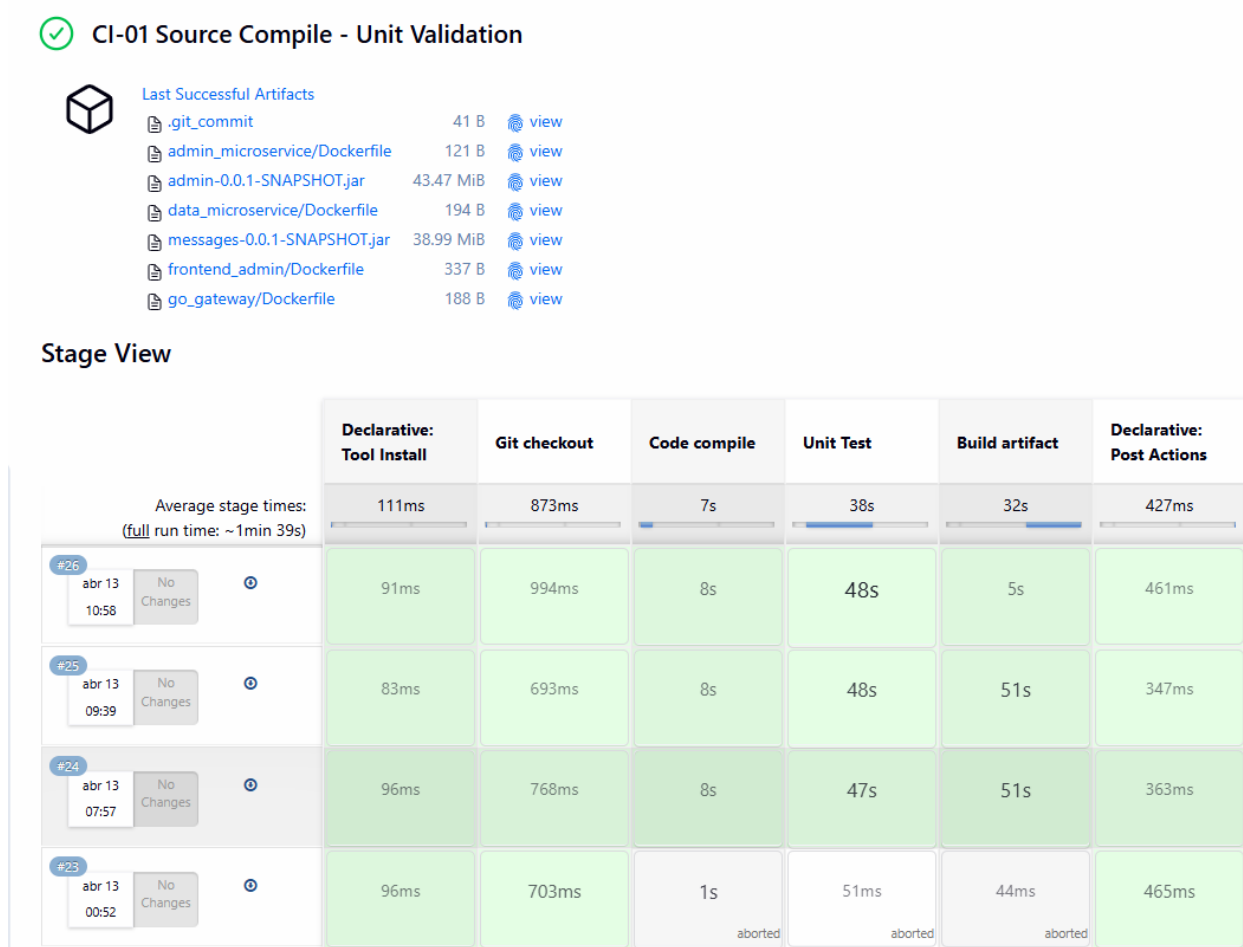 CI-01 Source Compile - Unit Validation
Last Successful Artifacts
.git_commit 41 B view
admin_microservice/Dockerfile 121 B view
admin-0.0.1-SNAPSHOT.jar 43.47 MiB view
data_microservice/Dockerfile 194 B view
messages-0.0.1-SNAPSHOT.jar 38.99 MiB view
frontend_admin/Dockerfile 337 B view
go_gateway/Dockerfile 188 B view
Stage View
Declarative:
Tool Install
Git checkout
Code compile
Unit Test
Build artifact
Declarative:
Post Actions
Average stage times:
(full run time: ~1min 39s)
111ms 873ms 7s 38s 32s 427ms
#26
abr 13
10:58
No
Changes
91ms 994ms 8s 48s 5s 461ms
#25
abr 13
09:39
No
Changes
83ms 693ms 8s 48s 51s 347ms
#24
abr 13
07:57
No
Changes
96ms 768ms 8s 47s 51s 363ms
#23
abr 13
00:52
No
Changes
96ms 703ms 1s 51ms 44ms 465ms
aborted aborted aborted